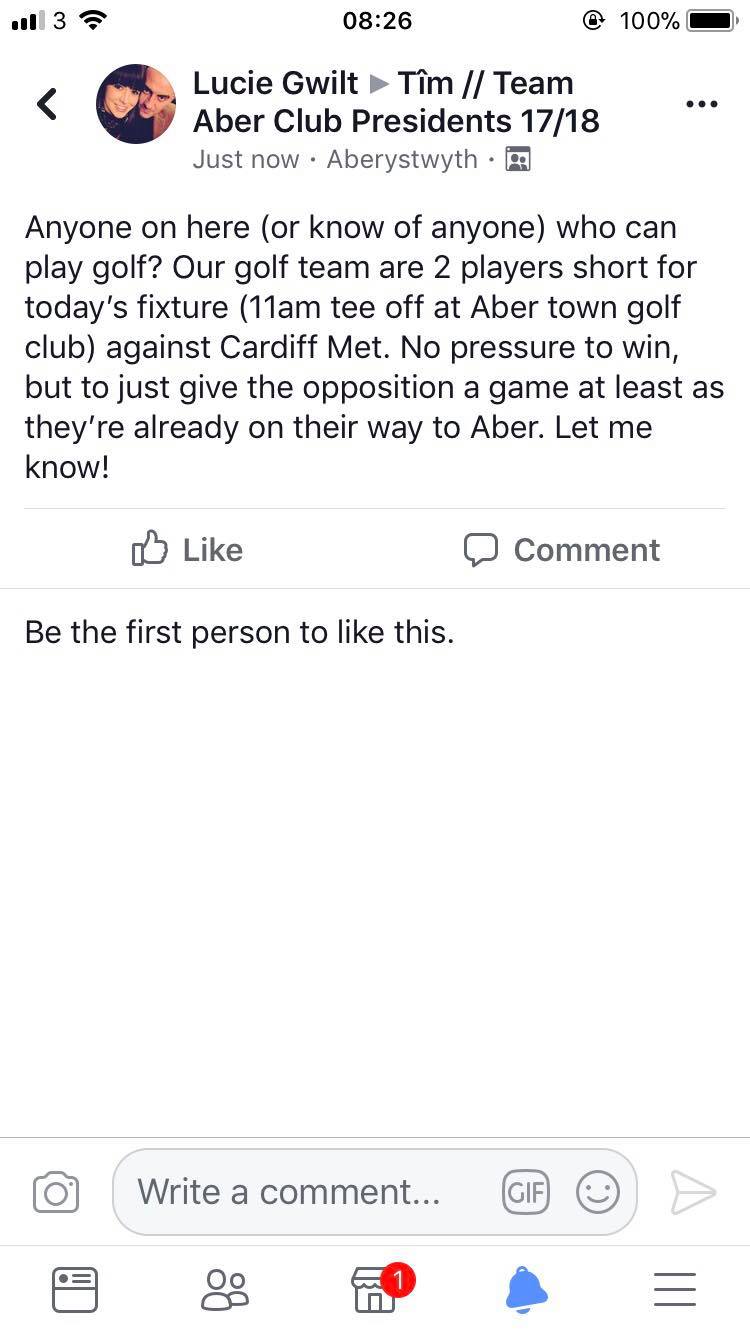 3 08:26 100%
Lucie Gwilt ▶ Tîm // Team
Aber Club Presidents 17/18
Just now · Aberystwyth ·
Anyone on here (or know of anyone) who can
play golf? Our golf team are 2 players short for
today’s fixture (11am tee off at Aber town golf
club) against Cardiff Met. No pressure to win,
but to just give the opposition a game at least as
they’re already on their way to Aber. Let me
know!
Like Comment
Be the first person to like this.
Write a comment... GIF
1